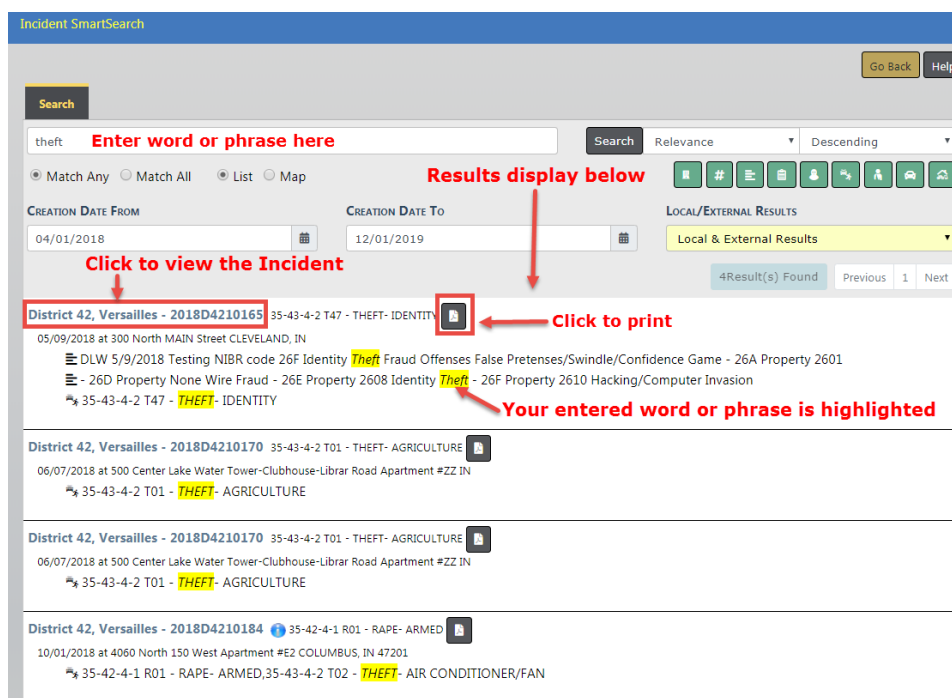 Incident SmartSearch
Go Back Help
Search
theft Enter word or phrase here Search Relevance Descending
Match Any Match All List Map Results display below #
CREATION DATE FROM CREATION DATE TO LOCAL/EXTERNAL RESULTS
04/01/2018 12/01/2019 Local & External Results
Click to view the Incident
4Result(s) Found Previous 1 Next
District 42, Versailles - 2018D4210165 35-43-4-2 T47 - THEFT- IDENTITY
Click to print
05/09/2018 at 300 North MAIN Street CLEVELAND, IN
DLW 5/9/2018 Testing NIBR code 26F Identity Theft Fraud Offenses False Pretenses/Swindle/Confidence Game - 26A Property 2601
- 26D Property None Wire Fraud - 26E Property 2608 Identity Theft - 26F Property 2610 Hacking/Computer Invasion
35-43-4-2 T47 - THEFT- IDENTITY
Your entered word or phrase is highlighted
District 42, Versailles - 2018D4210170 35-43-4-2 T01 - THEFT- AGRICULTURE
06/07/2018 at 500 Center Lake Water Tower-Clubhouse-Librar Road Apartment #ZZ IN
35-43-4-2 T01 - THEFT- AGRICULTURE
District 42, Versailles - 2018D4210170 35-43-4-2 T01 - THEFT- AGRICULTURE
06/07/2018 at 500 Center Lake Water Tower-Clubhouse-Librar Road Apartment #ZZ IN
35-43-4-2 T01 - THEFT- AGRICULTURE
District 42, Versailles - 2018D4210184 35-42-4-1 R01 - RAPE- ARMED
10/01/2018 at 4060 North 150 West Apartment #E2 COLUMBUS, IN 47201
35-42-4-1 R01 - RAPE- ARMED,35-43-4-2 T02 - THEFT- AIR CONDITIONER/FAN